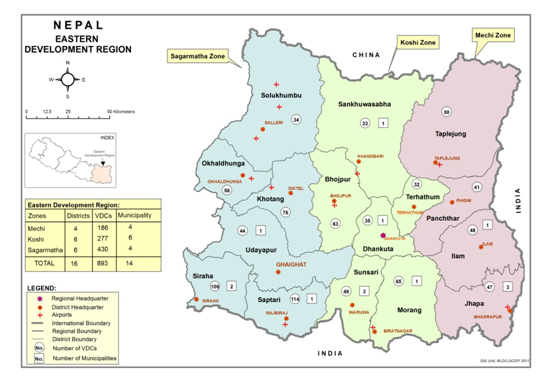 NEPAL
EASTERN
DEVELOPMENT REGION
N
W E
S
0 12.5 25 50 Kilometers
INDEX
Eastern
Development Region
Eastern Development Region:
Zones Districts VDCs Municipality
Mechi 4 186 4
Koshi 6 277 6
Sagarmatha 6 430 4
TOTAL 16 893 14
LEGEND:
Regional Headquarter
District Headquarter
Airports
International Boundary
Regional Boundary
District Boundary
No. Number of VDCs
No. Number of Municipalities
Sagarmatha Zone
CHINA
Koshi Zone
Mechi Zone
Solukhumbu
34
SALLERI
Sankhuwasabha
33 1
KHANDBARI
50
Taplejung
TAPLEJUNG
INDIA
Okhaldhunga
OKHALDHUNGA
56
Khotang
DIKTEL
76
Bhojpur
BHOJPUR
63
32
Terhathum
TERHATHUM
41
PHIDIM
Panchthar
44 1
Udayapur
GHAIGHAT
35 1
Dhankuta
48 1
ILAM
Ilam
Siraha
106 2
SIRAHA
Saptari
114 1
RAJBIRAJ
Sunsari
49 3
INARUWA
65 1
Morang
BIRATNAGAR
47 3
Jhapa
BHADRAPUR
INDIA
GIS Unit, MLD/LGCDP, 2011